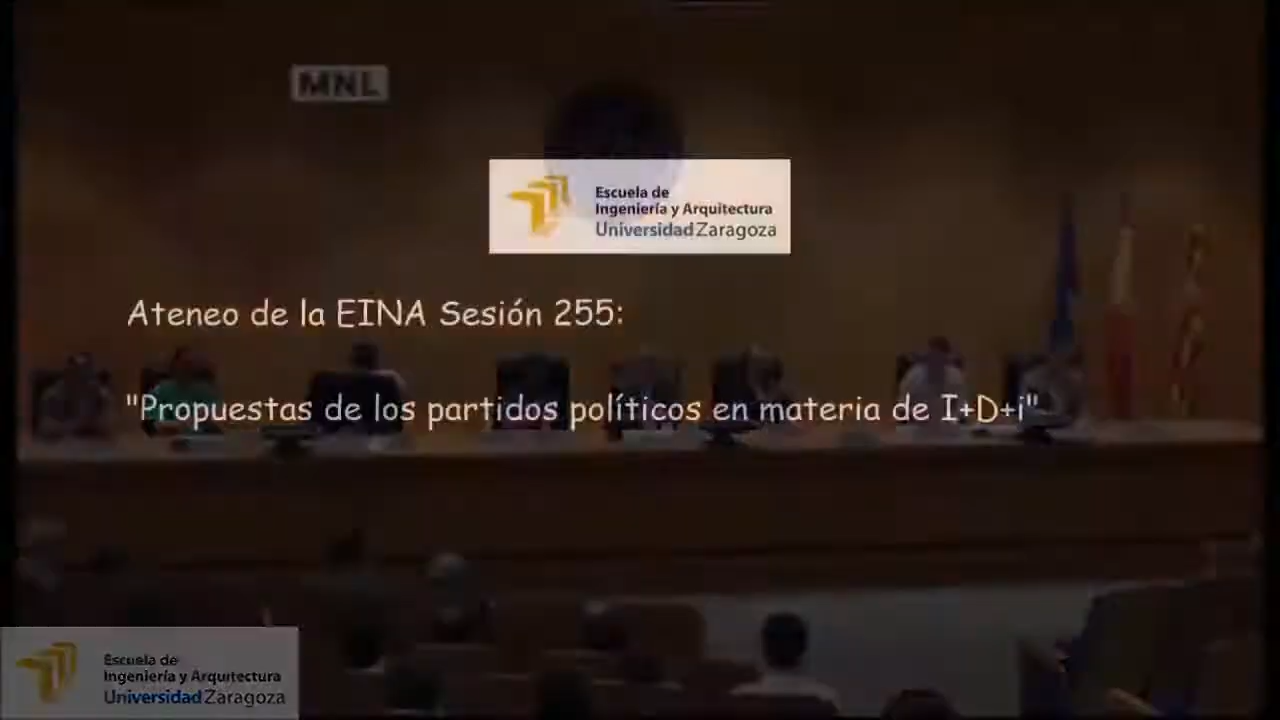 MNL
Escuela de
Ingeniería y Arquitectura
Universidad Zaragoza
Ateneo de la EINA Sesión 255:
"Propuestas de los partidos políticos en materia de I+D+i"
Escuela de
Ingeniería y Arquitectura
Universidad Zaragoza